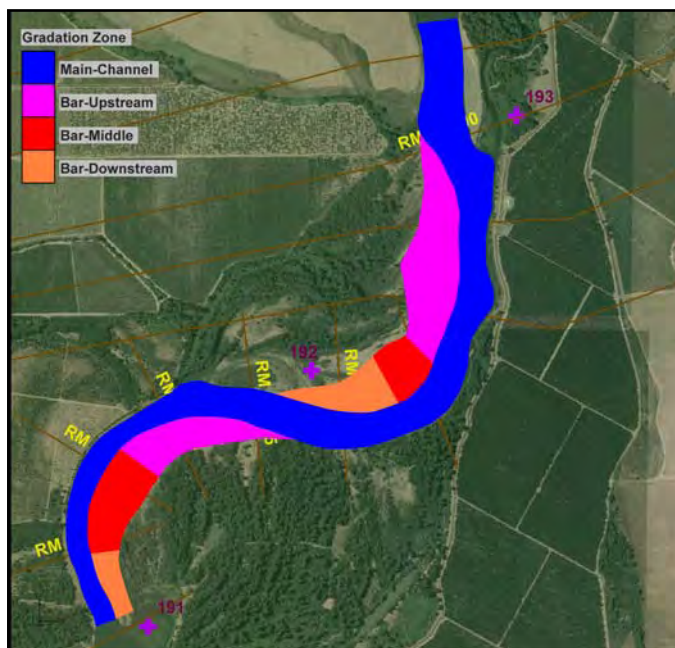 Gradation Zone
Main-Channel
Bar-Upstream
Bar-Middle
Bar-Downstream
193
RM
192
RM
RM
RM
RM
RM
191